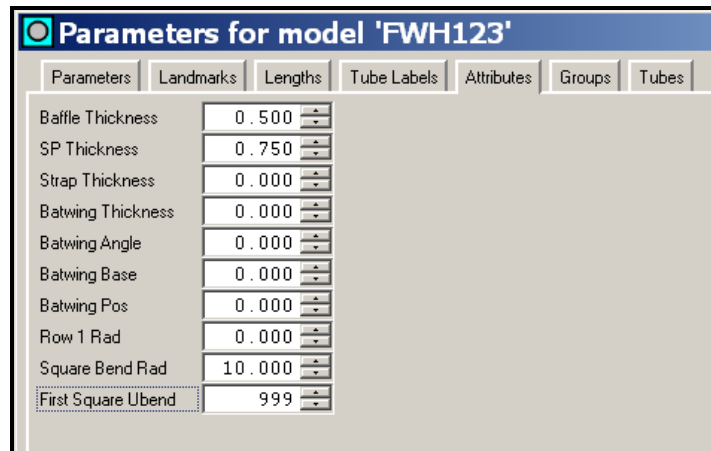 Parameters for model 'FWH123'
Parameters Landmarks Lengths Tube Labels Attributes Groups Tubes
Baffle Thickness 0.500
SP Thickness 0.750
Strap Thickness 0.000
Batwing Thickness 0.000
Batwing Angle 0.000
Batwing Base 0.000
Batwing Pos 0.000
Row 1 Rad 0.000
Square Bend Rad 10.000
First Square Ubend 999